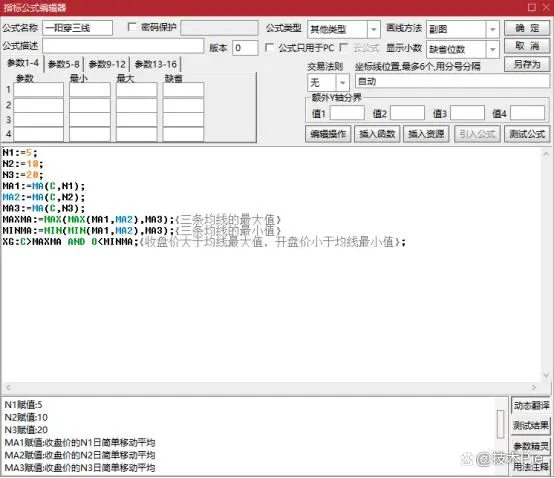 指标公式编辑器
公式名称 一阳穿三线 密码保护 公式类型 其他类型 画线方法 副图 确 定
公式描述 版本 0 公式只用于PC 云公式 显示小数 缺省位数 取 消
参数1-4 参数5-8 参数9-12 参数13-16 交易法则 坐标线位置,最多6个,用分号分隔 另存为
参数 最小 最大 缺省 无 自动
1
2
3
4
额外Y轴分界
值1 值2 值3 值4
编辑操作 插入函数 插入资源 引入公式 测试公式
N1:=5;
N2:=10;
N3:=20;
MA1:=MA(C,N1);
MA2:=MA(C,N2);
MA3:=MA(C,N3);
MAXMA:=MAX(MAX(MA1,MA2),MA3);{三条均线的最大值}
MINMA:=MIN(MIN(MA1,MA2),MA3);{三条均线的最小值}
XG:C>MAXMA AND O<MINMA;{收盘价大于均线最大值，开盘价小于均线最小值};
N1赋值:5
N2赋值:10
N3赋值:20
MA1赋值:收盘价的N1日简单移动平均
MA2赋值:收盘价的N2日简单移动平均
MA3赋值:收盘价的N3日简单移动平均
动态翻译
测试结果
参数精灵
用法注释